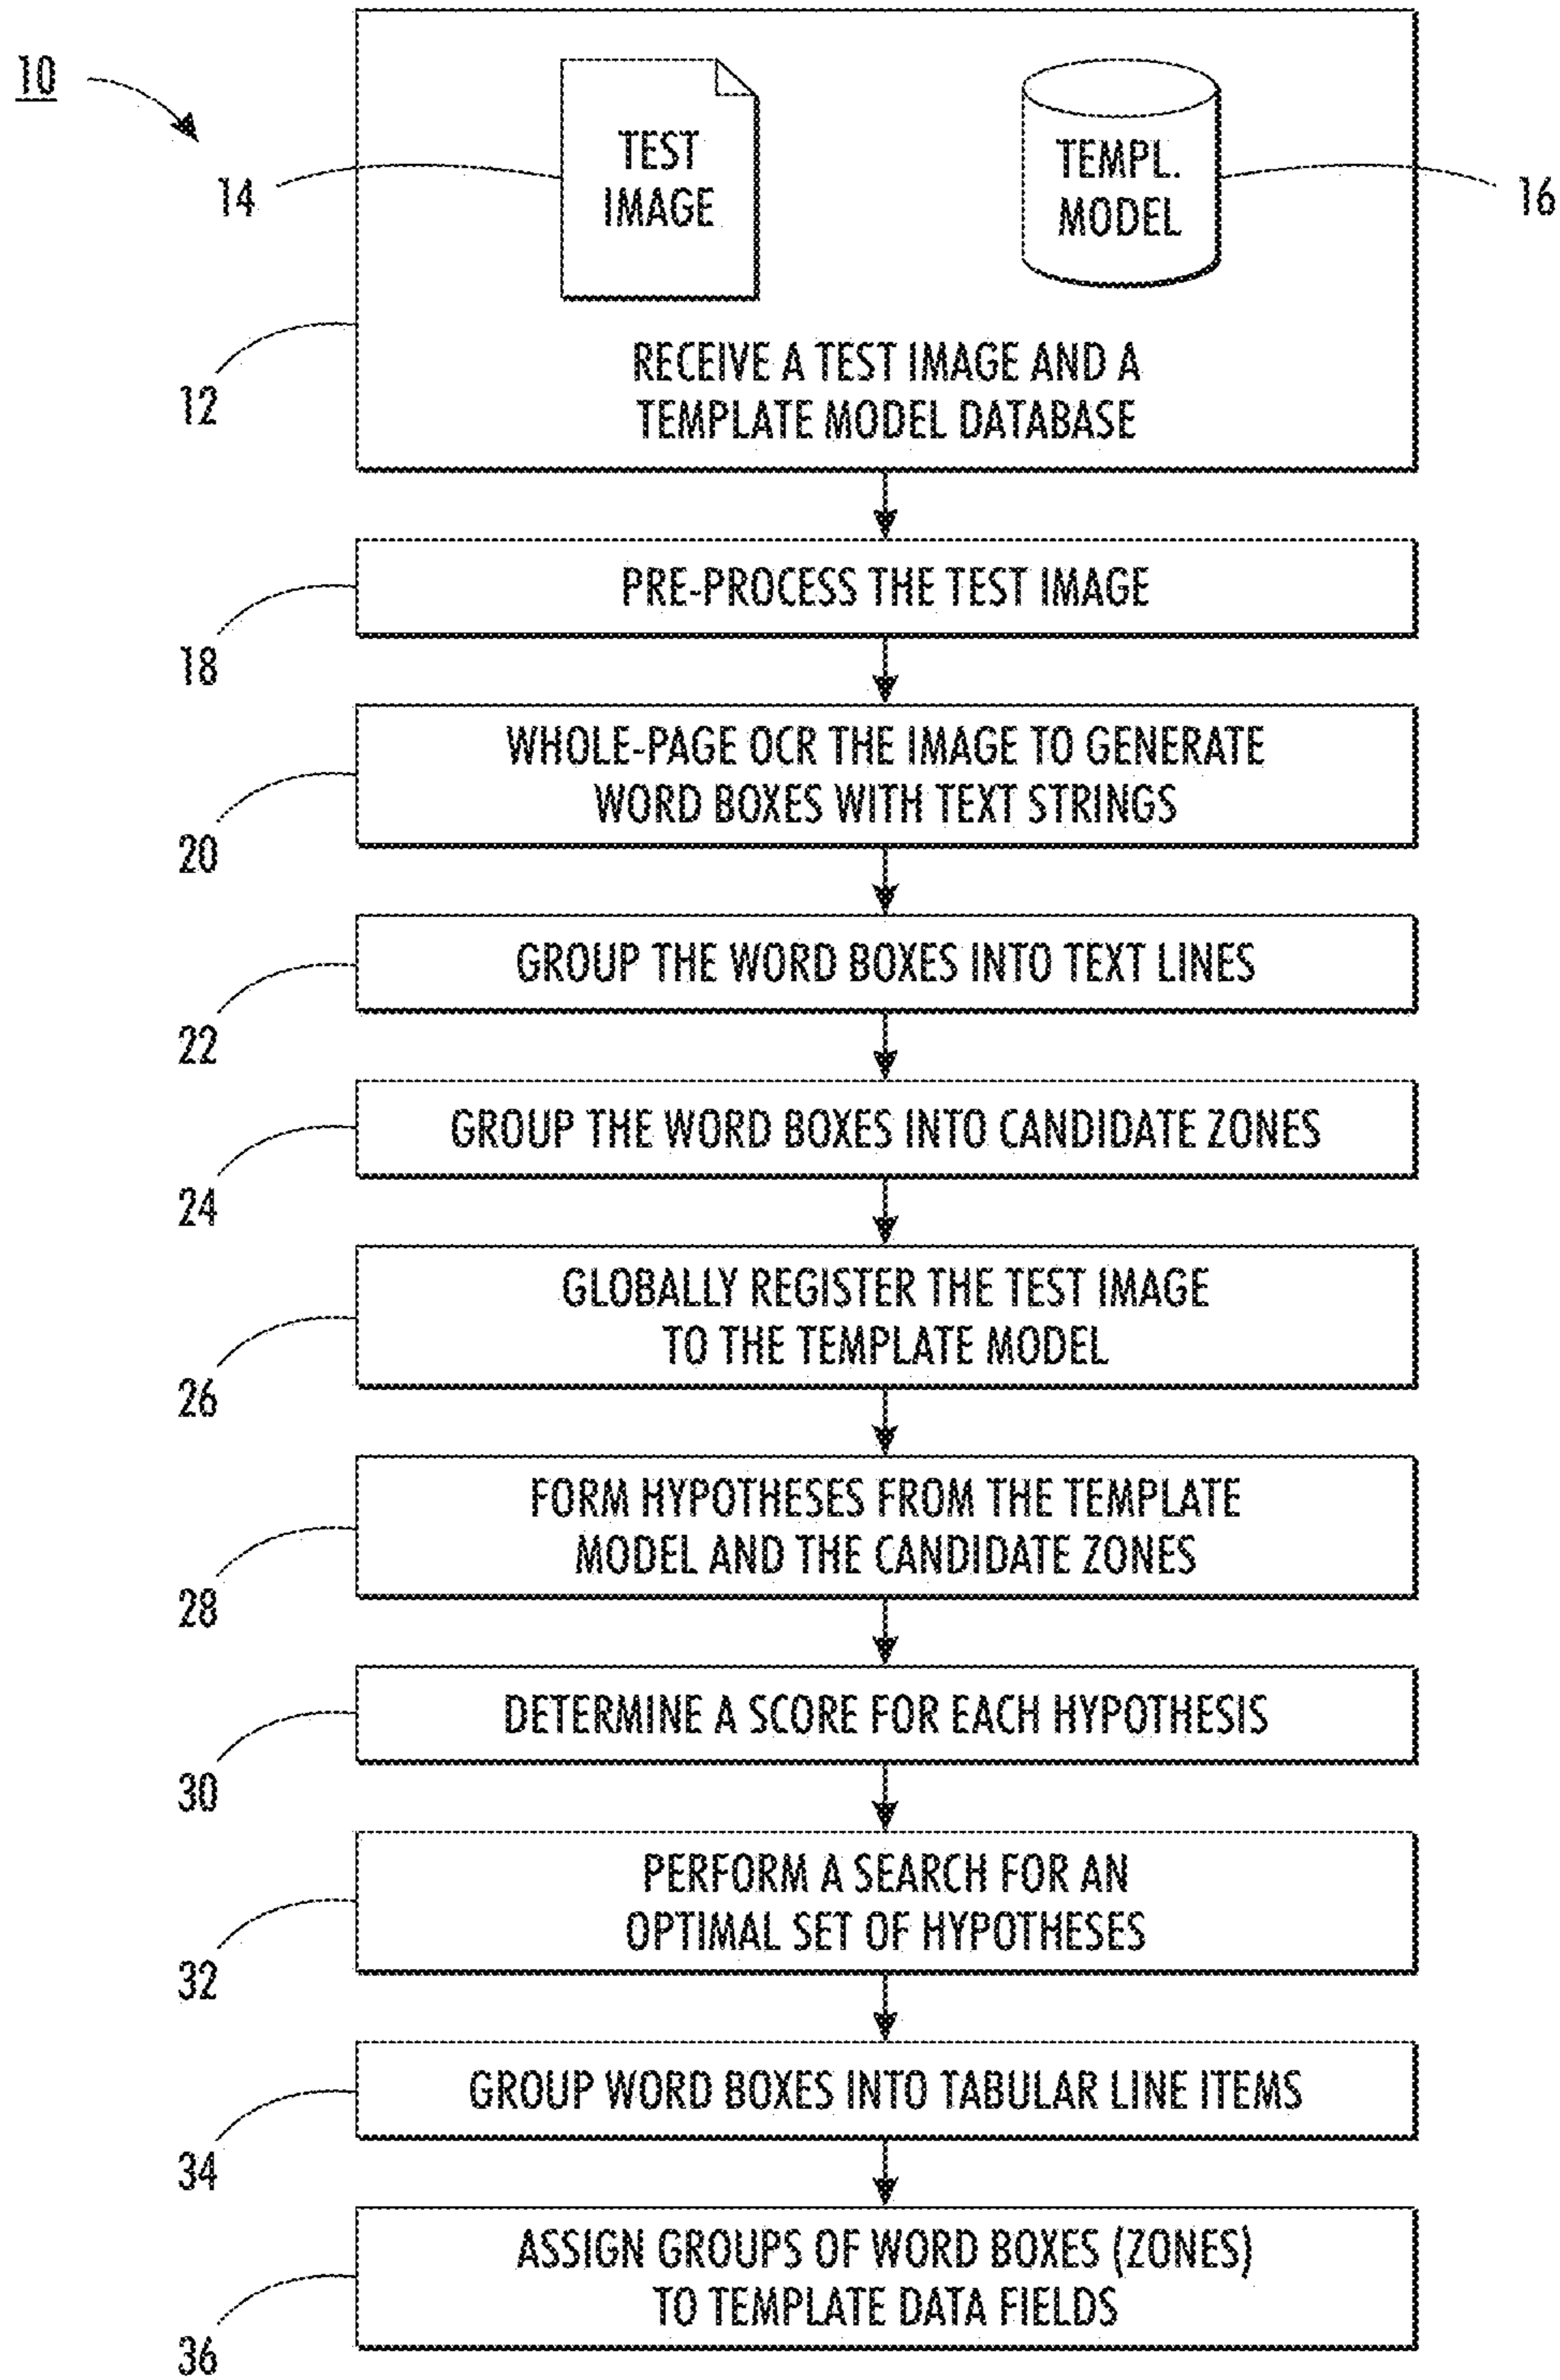 10
TEST
IMAGE
TEMPL.
MODEL
14
16
RECEIVE A TEST IMAGE AND A
TEMPLATE MODEL DATABASE
12
PRE-PROCESS THE TEST IMAGE
18
WHOLE-PAGE OCR THE IMAGE TO GENERATE
WORD BOXES WITH TEXT STRINGS
20
GROUP THE WORD BOXES INTO TEXT LINES
22
GROUP THE WORD BOXES INTO CANDIDATE ZONES
24
GLOBALLY REGISTER THE TEST IMAGE
TO THE TEMPLATE MODEL
26
FORM HYPOTHESES FROM THE TEMPLATE
MODEL AND THE CANDIDATE ZONES
28
DETERMINE A SCORE FOR EACH HYPOTHESIS
30
PERFORM A SEARCH FOR AN
OPTIMAL SET OF HYPOTHESES
32
GROUP WORD BOXES INTO TABULAR LINE ITEMS
34
ASSIGN GROUPS OF WORD BOXES (ZONES)
TO TEMPLATE DATA FIELDS
36